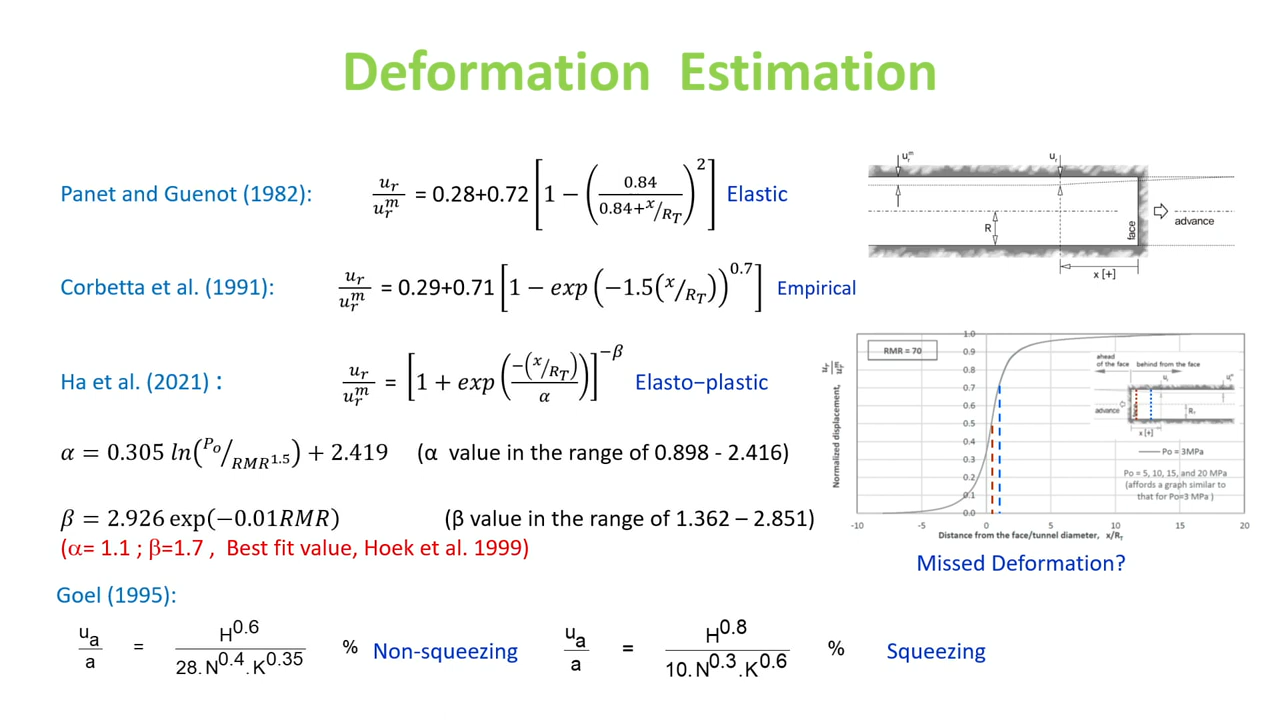 Deformation Estimation
Panet and Guenot (1982): u_r/u_r^m = 0.28+0.72 [1 − (0.84/(0.84+x/R_T))^2] Elastic
Corbetta et al. (1991): u_r/u_r^m = 0.29+0.71 [1 − exp(−1.5(x/R_T))^0.7] Empirical
Ha et al. (2021) : u_r/u_r^m = [1 + exp(−(x/R_T)/α)]^−β Elasto−plastic
α = 0.305 ln(P_o/RMR^1.5) + 2.419 (α value in the range of 0.898 - 2.416)
β = 2.926 exp(−0.01RMR) (β value in the range of 1.362 – 2.851)
(α= 1.1 ; β=1.7 , Best fit value, Hoek et al. 1999)
Goel (1995):
u_a/a = H^0.6/(28.N^0.4.K^0.35) % Non-squeezing
u_a/a = H^0.8/(10.N^0.3.K^0.6) % Squeezing
u_r^m
u_r
R
face
advance
x [+]
RMR = 70
Normalized displacement, u_r/u_r^m
1.0
0.9
0.8
0.7
0.6
0.5
0.4
0.3
0.2
0.1
0.0
-10 -5 0 5 10 15 20
Distance from the face/tunnel diameter, x/R_T
ahead
of the face behind from the face
u_r
u_r^m
advance
R_T
x [+]
Po = 3MPa
Po = 5, 10, 15, and 20 MPa
(affords a graph similar to
that for Po=3 MPa )
Missed Deformation?